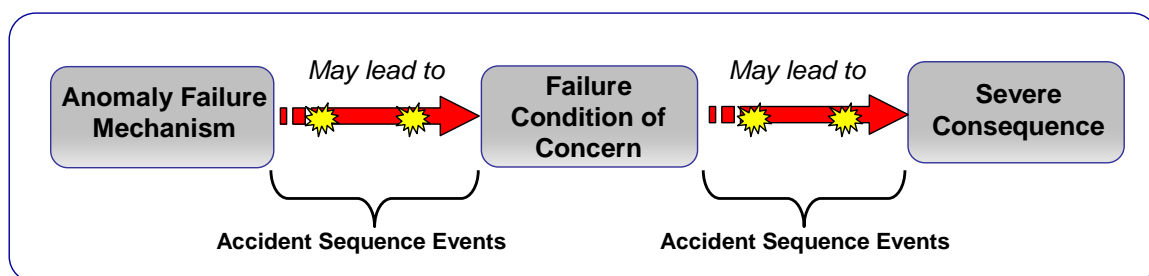 Anomaly Failure
Mechanism
May lead to
Failure
Condition of
Concern
May lead to
Severe
Consequence
Accident Sequence Events
Accident Sequence Events